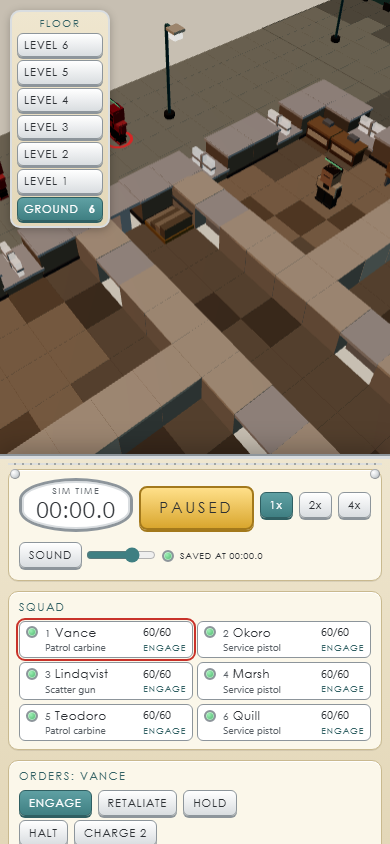 FLOOR
LEVEL 6
LEVEL 5
LEVEL 4
LEVEL 3
LEVEL 2
LEVEL 1
GROUND 6
SIM TIME
00:00.0
PAUSED
1x
2x
4x
SOUND
SAVED AT 00:00.0
SQUAD
1 Vance 60/60
Patrol carbine ENGAGE
2 Okoro 60/60
Service pistol ENGAGE
3 Lindqvist 60/60
Scatter gun ENGAGE
4 Marsh 60/60
Service pistol ENGAGE
5 Teodoro 60/60
Patrol carbine ENGAGE
6 Quill 60/60
Service pistol ENGAGE
ORDERS: VANCE
ENGAGE
RETALIATE
HOLD
HALT
CHARGE 2